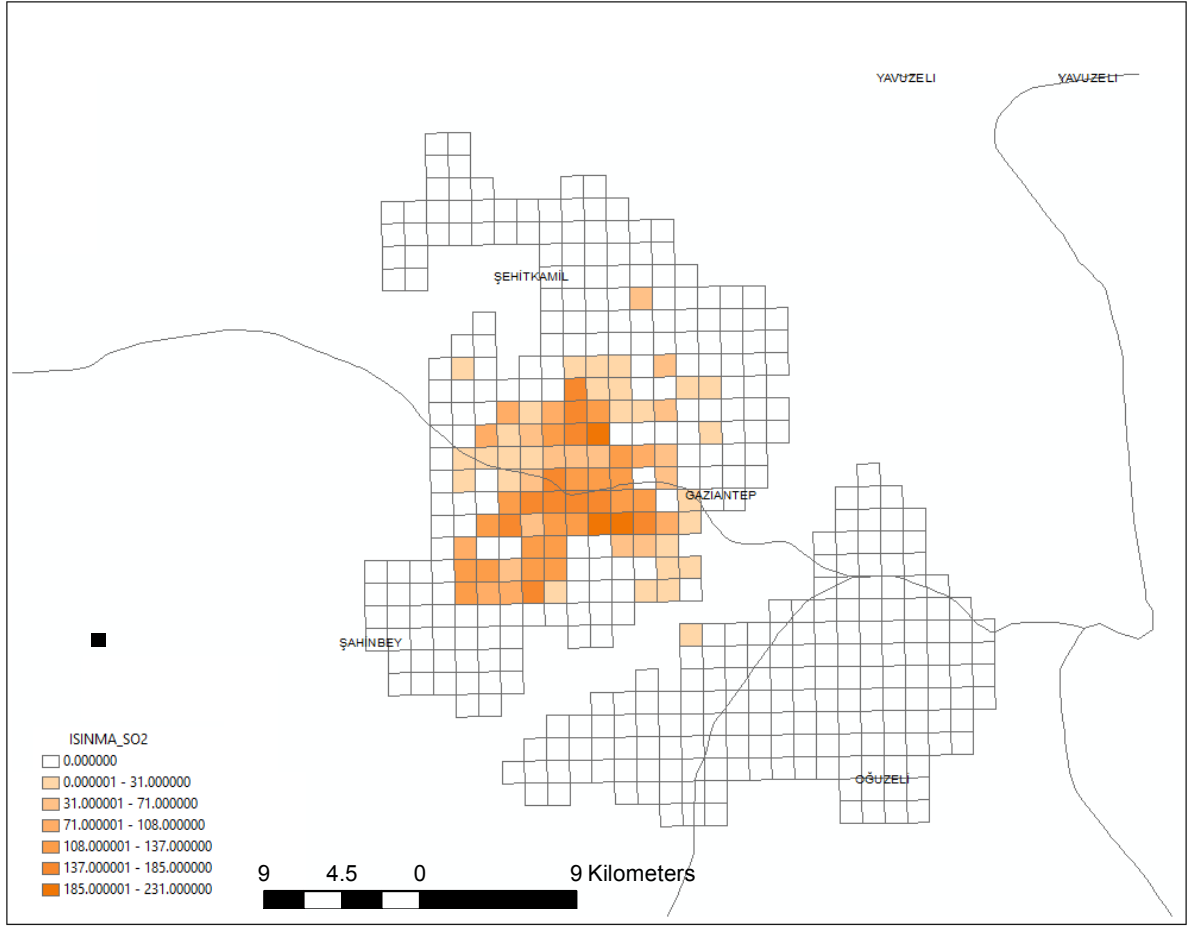 YAVUZELI
YAVUZELI
ŞEHİTKAMİL
GAZIANTEP
ŞAHİNBEY
OĞUZELİ
ISINMA_SO2
0.000000
0.000001 - 31.000000
31.000001 - 71.000000
71.000001 - 108.000000
108.000001 - 137.000000
137.000001 - 185.000000
185.000001 - 231.000000
9 4.5 0 9 Kilometers